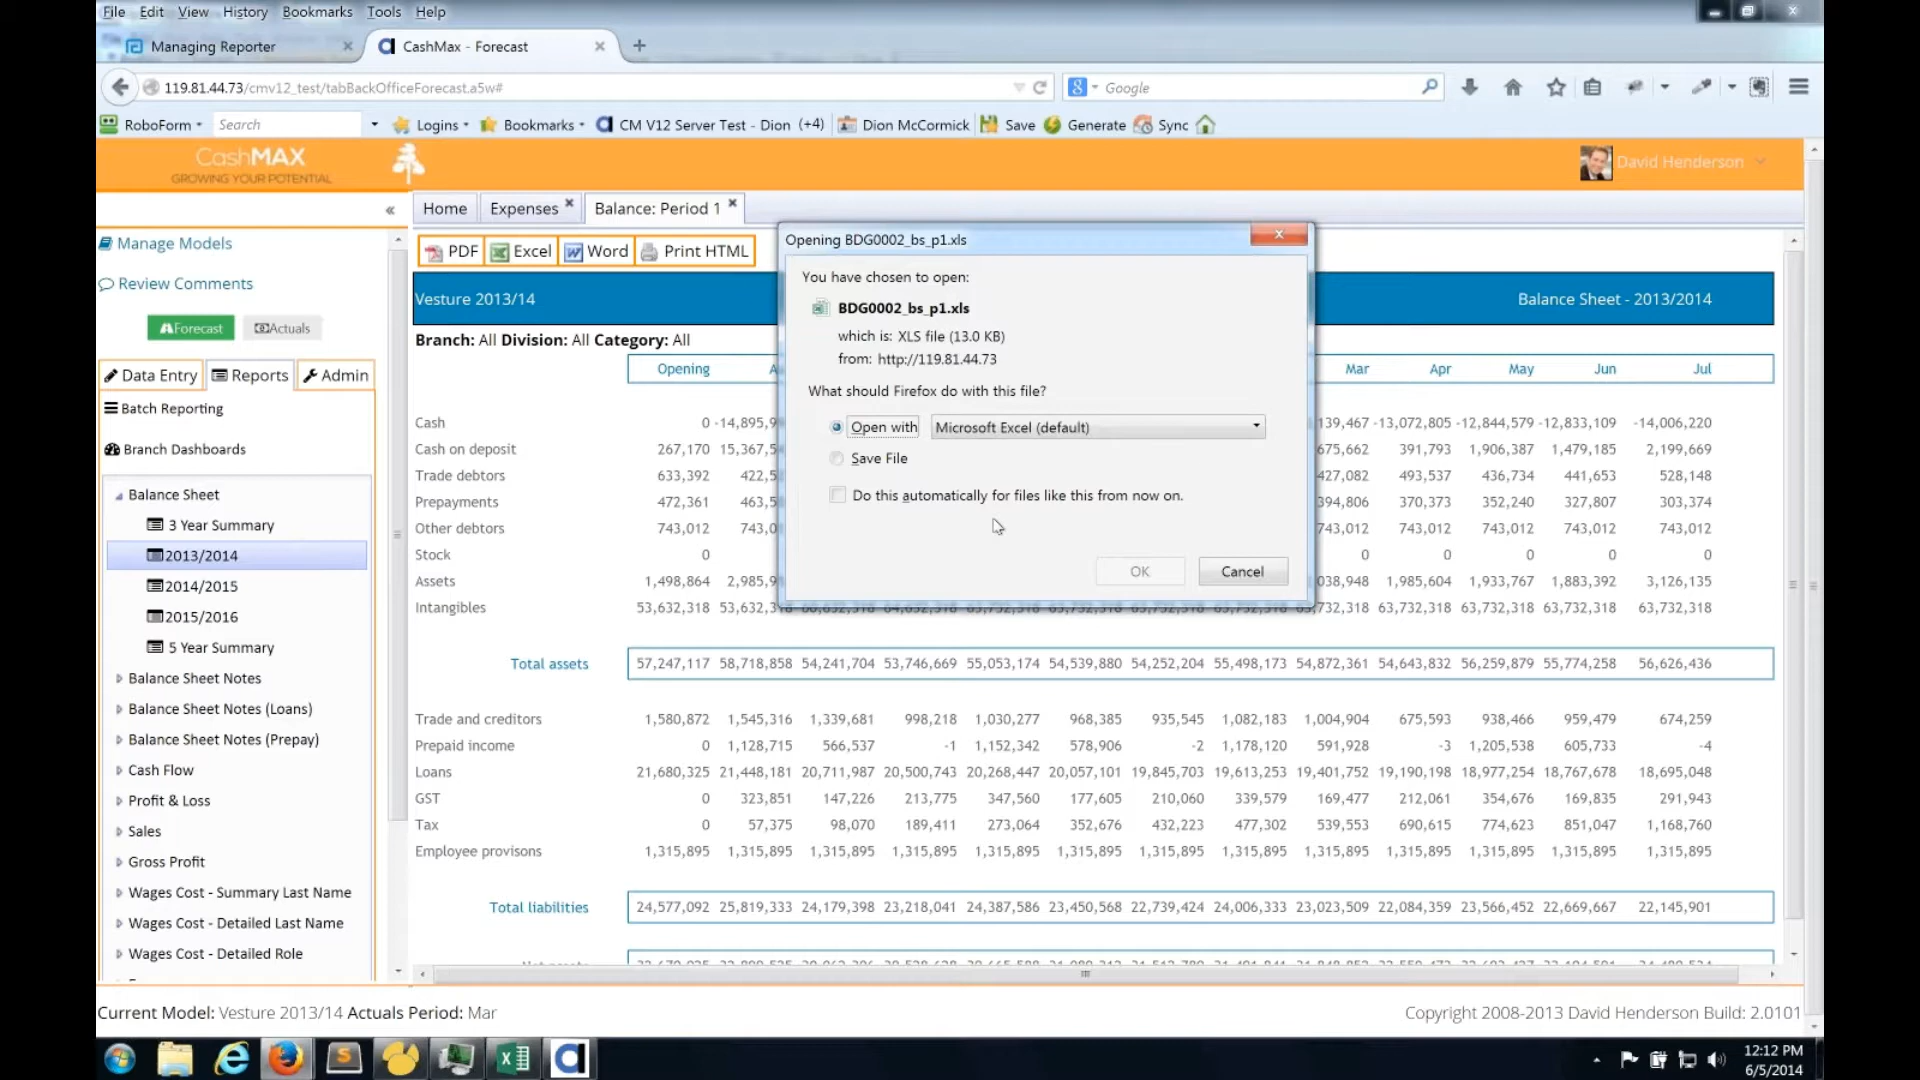 File Edit View History Bookmarks Tools Help
Managing Reporter
CashMax - Forecast
119.81.44.73/cmv12_test/tabBackOfficeForecast.a5w#
Google
RoboForm Search Logins Bookmarks CM V12 Server Test - Dion (+4) Dion McCormick Save Generate Sync
CashMAX
GROWING YOUR POTENTIAL
David Henderson
Home Expenses Balance: Period 1
Manage Models
Review Comments
Forecast Actuals
Data Entry Reports Admin
Batch Reporting
Branch Dashboards
Balance Sheet
3 Year Summary
2013/2014
2014/2015
2015/2016
5 Year Summary
Balance Sheet Notes
Balance Sheet Notes (Loans)
Balance Sheet Notes (Prepay)
Cash Flow
Profit & Loss
Sales
Gross Profit
Wages Cost - Summary Last Name
Wages Cost - Detailed Last Name
Wages Cost - Detailed Role
PDF Excel Word Print HTML
Vesture 2013/14 Balance Sheet - 2013/2014
Branch: All Division: All Category: All
Opening Mar Apr May Jun Jul
Cash 0 -14,895,9 139,467 -13,072,805 -12,844,579 -12,833,109 -14,006,220
Cash on deposit 267,170 15,367,5 675,662 391,793 1,906,387 1,479,185 2,199,669
Trade debtors 633,392 422,5 427,082 493,537 436,734 441,653 528,148
Prepayments 472,361 463,5 394,806 370,373 352,240 327,807 303,374
Other debtors 743,012 743,0 743,012 743,012 743,012 743,012 743,012
Stock 0 0 0 0 0 0
Assets 1,498,864 2,985,9 038,948 1,985,604 1,933,767 1,883,392 3,126,135
Intangibles 53,632,318 53,632,3 ,732,318 63,732,318 63,732,318 63,732,318 63,732,318
Total assets 57,247,117 58,718,858 54,241,704 53,746,669 55,053,174 54,539,880 54,252,204 55,498,173 54,872,361 54,643,832 56,259,879 55,774,258 56,626,436
Trade and creditors 1,580,872 1,545,316 1,339,681 998,218 1,030,277 968,385 935,545 1,082,183 1,004,904 675,593 938,466 959,479 674,259
Prepaid income 0 1,128,715 566,537 -1 1,152,342 578,906 -2 1,178,120 591,928 -3 1,205,538 605,733 -4
Loans 21,680,325 21,448,181 20,711,987 20,500,743 20,268,447 20,057,101 19,845,703 19,613,253 19,401,752 19,190,198 18,977,254 18,767,678 18,695,048
GST 0 323,851 147,226 213,775 347,560 177,605 210,060 339,579 169,477 212,061 354,676 169,835 291,943
Tax 0 57,375 98,070 189,411 273,064 352,676 432,223 477,302 539,553 690,615 774,623 851,047 1,168,760
Employee provisons 1,315,895 1,315,895 1,315,895 1,315,895 1,315,895 1,315,895 1,315,895 1,315,895 1,315,895 1,315,895 1,315,895 1,315,895 1,315,895
Total liabilities 24,577,092 25,819,333 24,179,398 23,218,041 24,387,586 23,450,568 22,739,424 24,006,333 23,023,509 22,084,359 23,566,452 22,669,667 22,145,901
Opening BDG0002_bs_p1.xls
You have chosen to open:
BDG0002_bs_p1.xls
which is: XLS file (13.0 KB)
from: http://119.81.44.73
What should Firefox do with this file?
Open with Microsoft Excel (default)
Save File
Do this automatically for files like this from now on.
OK Cancel
Current Model: Vesture 2013/14 Actuals Period: Mar
Copyright 2008-2013 David Henderson Build: 2.0101
12:12 PM
6/5/2014